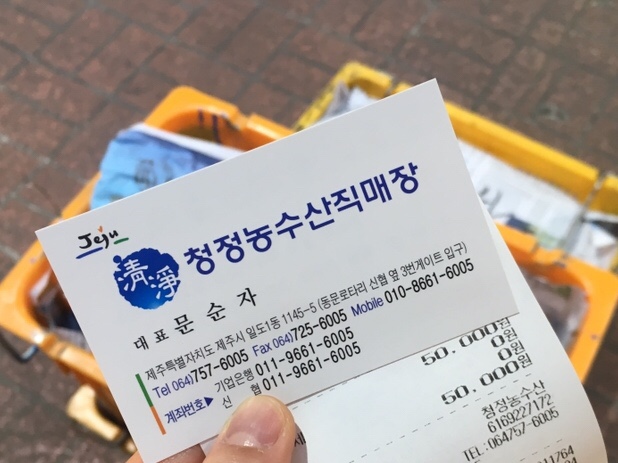 Jeju
清淨 청정농수산직매장
대표 문순자
제주특별자치도 제주시 일도1동 1145-5 (동문로타리 신협 옆 3번게이트 입구)
Tel 064)757-6005 Fax 064)725-6005 Mobile 010-8661-6005
계좌번호▶ 기업은행 011-9661-6005
신 협 011-9661-6005
50.000원
0원
0원
50.000원
청정농수산
6169227172
TEL:064757-6005